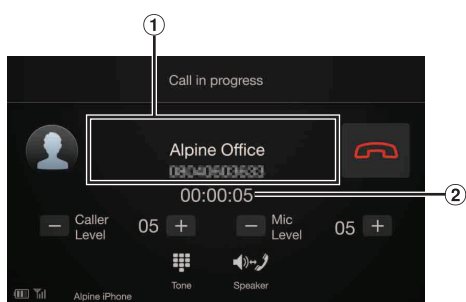 1
Call in progress
Alpine Office
00:00:05
2
− Caller Level 05 + − Mic Level 05 +
Tone Speaker
Alpine iPhone